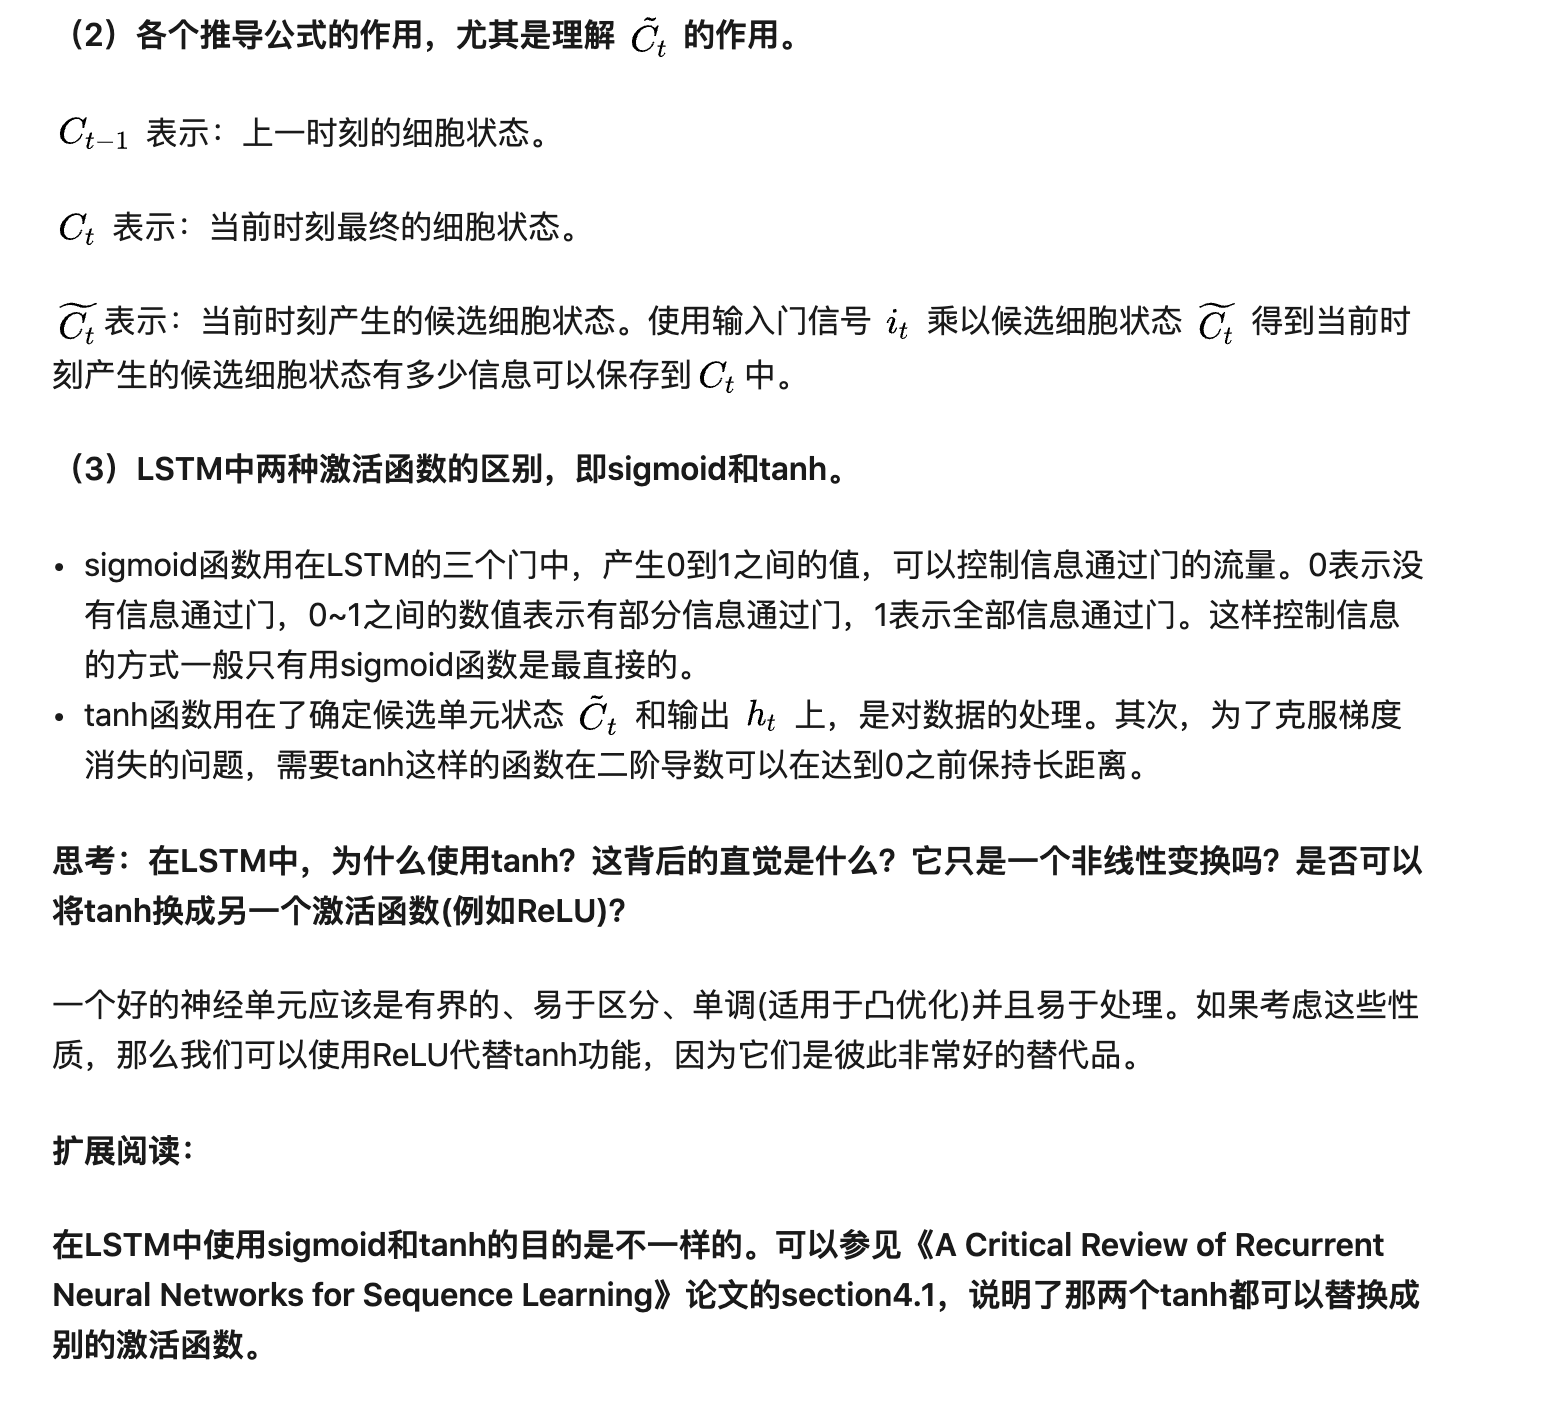 （2）各个推导公式的作用，尤其是理解 C̃ₜ 的作用。
Cₜ₋₁ 表示：上一时刻的细胞状态。
Cₜ 表示：当前时刻最终的细胞状态。
C̃ₜ 表示：当前时刻产生的候选细胞状态。使用输入门信号 iₜ 乘以候选细胞状态 C̃ₜ 得到当前时
刻产生的候选细胞状态有多少信息可以保存到 Cₜ 中。
（3）LSTM中两种激活函数的区别，即sigmoid和tanh。
• sigmoid函数用在LSTM的三个门中，产生0到1之间的值，可以控制信息通过门的流量。0表示没
有信息通过门，0~1之间的数值表示有部分信息通过门，1表示全部信息通过门。这样控制信息
的方式一般只有用sigmoid函数是最直接的。
• tanh函数用在了确定候选单元状态 C̃ₜ 和输出 hₜ 上，是对数据的处理。其次，为了克服梯度
消失的问题，需要tanh这样的函数在二阶导数可以在达到0之前保持长距离。
思考：在LSTM中，为什么使用tanh？这背后的直觉是什么？它只是一个非线性变换吗？是否可以
将tanh换成另一个激活函数(例如ReLU)?
一个好的神经单元应该是有界的、易于区分、单调(适用于凸优化)并且易于处理。如果考虑这些性
质，那么我们可以使用ReLU代替tanh功能，因为它们是彼此非常好的替代品。
扩展阅读：
在LSTM中使用sigmoid和tanh的目的是不一样的。可以参见《A Critical Review of Recurrent
Neural Networks for Sequence Learning》论文的section4.1，说明了那两个tanh都可以替换成
别的激活函数。